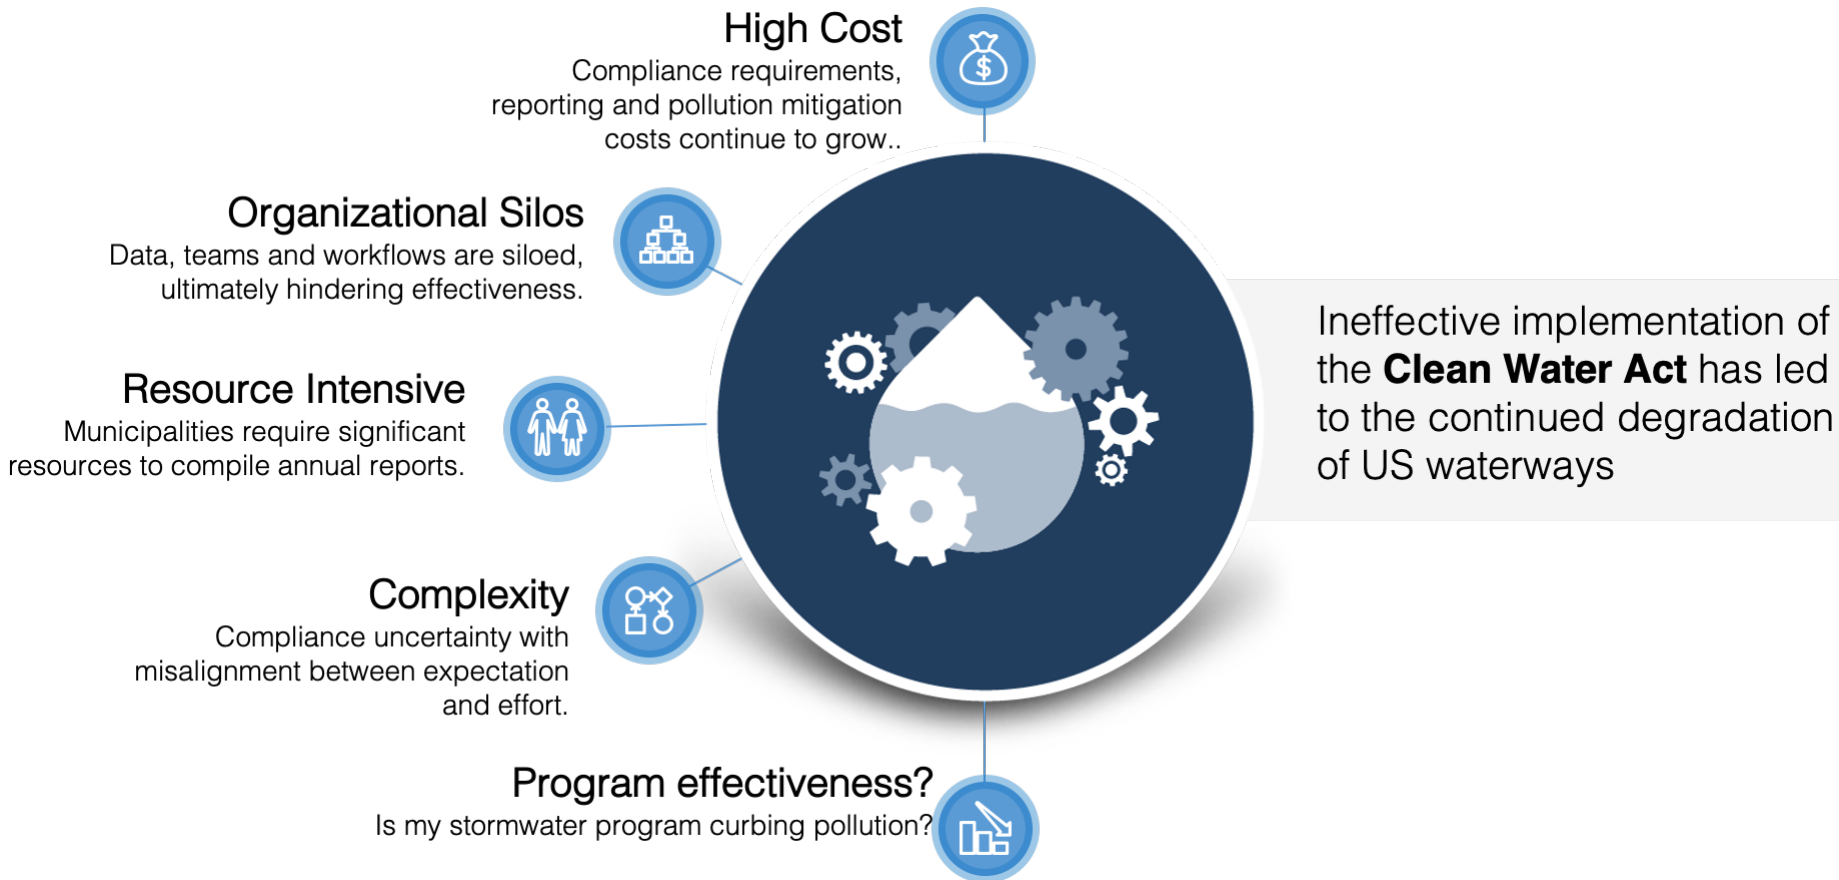 High Cost
Compliance requirements,
reporting and pollution mitigation
costs continue to grow..
Organizational Silos
Data, teams and workflows are siloed,
ultimately hindering effectiveness.
Resource Intensive
Municipalities require significant
resources to compile annual reports.
Complexity
Compliance uncertainty with
misalignment between expectation
and effort.
Program effectiveness?
Is my stormwater program curbing pollution?
Ineffective implementation of
the Clean Water Act has led
to the continued degradation
of US waterways
$